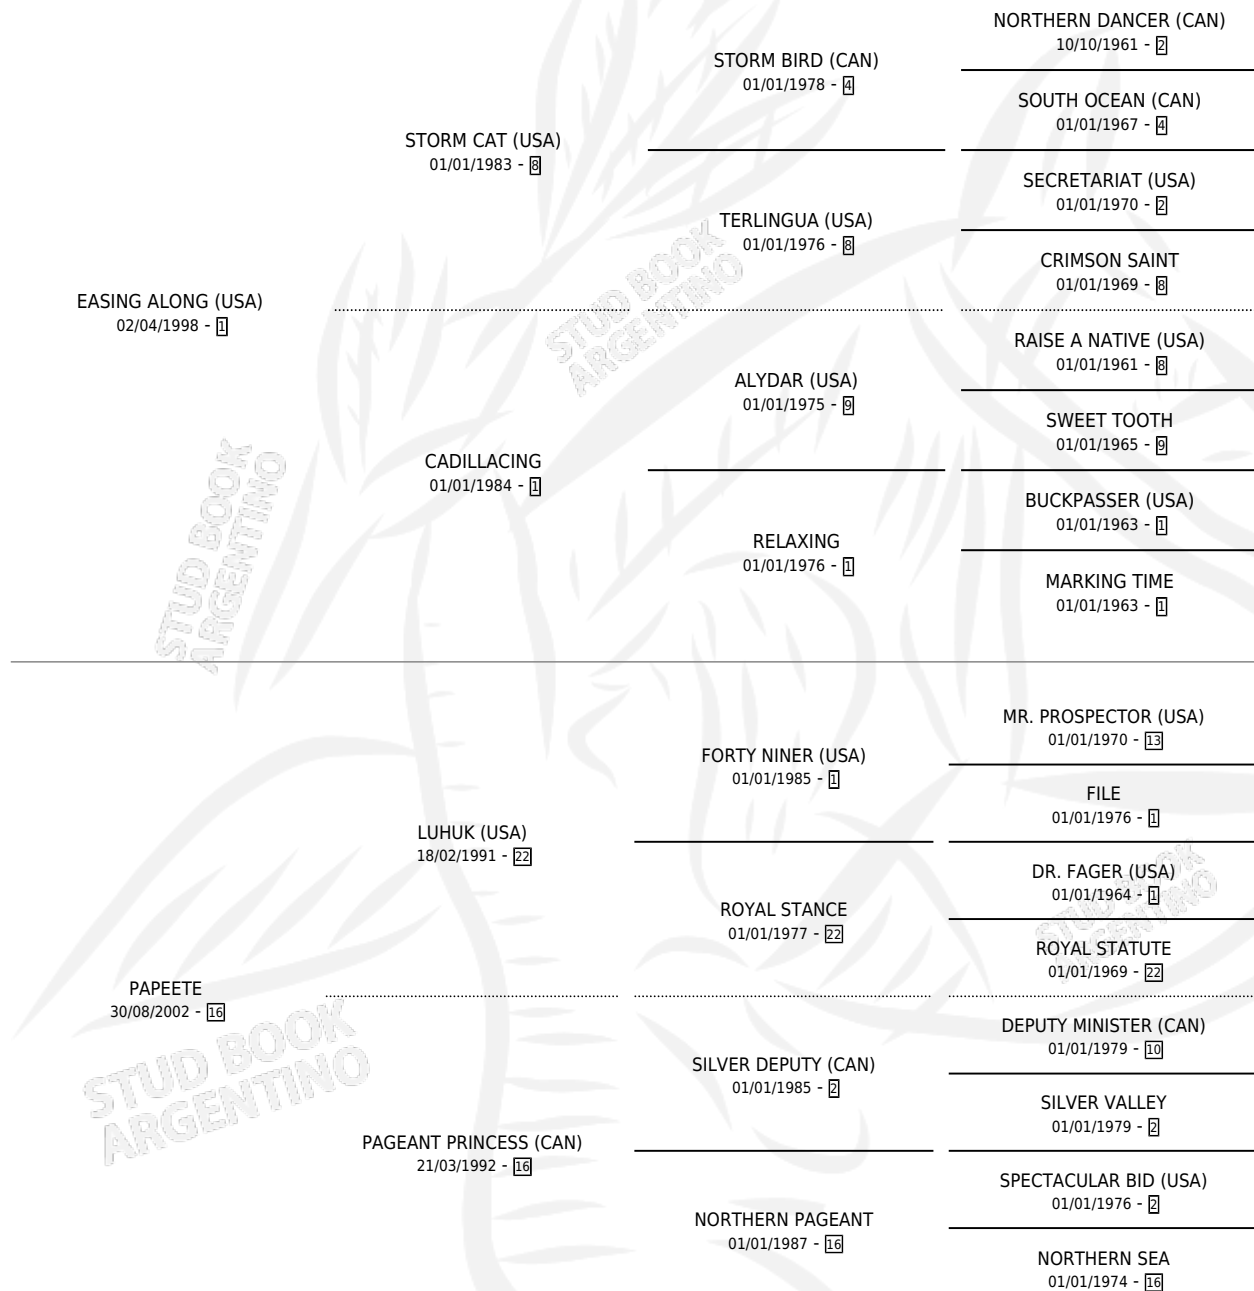 NORTHERN DANCER (CAN)
10/10/1961 - 2
STORM BIRD (CAN)
01/01/1978 - 4
SOUTH OCEAN (CAN)
01/01/1967 - 4
STORM CAT (USA)
01/01/1983 - 8
SECRETARIAT (USA)
01/01/1970 - 2
TERLINGUA (USA)
01/01/1976 - 8
CRIMSON SAINT
01/01/1969 - 8
EASING ALONG (USA)
02/04/1998 - 1
RAISE A NATIVE (USA)
01/01/1961 - 8
ALYDAR (USA)
01/01/1975 - 9
SWEET TOOTH
01/01/1965 - 9
CADILLACING
01/01/1984 - 1
BUCKPASSER (USA)
01/01/1963 - 1
RELAXING
01/01/1976 - 1
MARKING TIME
01/01/1963 - 1
MR. PROSPECTOR (USA)
01/01/1970 - 13
FORTY NINER (USA)
01/01/1985 - 1
FILE
01/01/1976 - 1
LUHUK (USA)
18/02/1991 - 22
DR. FAGER (USA)
01/01/1964 - 1
ROYAL STANCE
01/01/1977 - 22
ROYAL STATUTE
01/01/1969 - 22
PAPEETE
30/08/2002 - 16
DEPUTY MINISTER (CAN)
01/01/1979 - 10
SILVER DEPUTY (CAN)
01/01/1985 - 2
SILVER VALLEY
01/01/1979 - 2
PAGEANT PRINCESS (CAN)
21/03/1992 - 16
SPECTACULAR BID (USA)
01/01/1976 - 2
NORTHERN PAGEANT
01/01/1987 - 16
NORTHERN SEA
01/01/1974 - 16
STUD BOOK
ARGENTINO
STUD BOOK
ARGENTINO
STUD BOOK
ARGENTINO
STUD BOOK
ARGENTINO